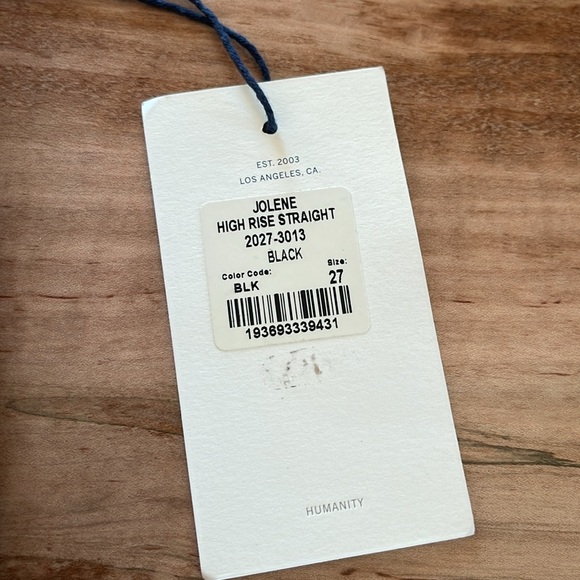 EST. 2003
LOS ANGELES, CA.
JOLENE
HIGH RISE STRAIGHT
2027-3013
BLACK
Color Code: Size:
BLK 27
193693339431
HUMANITY